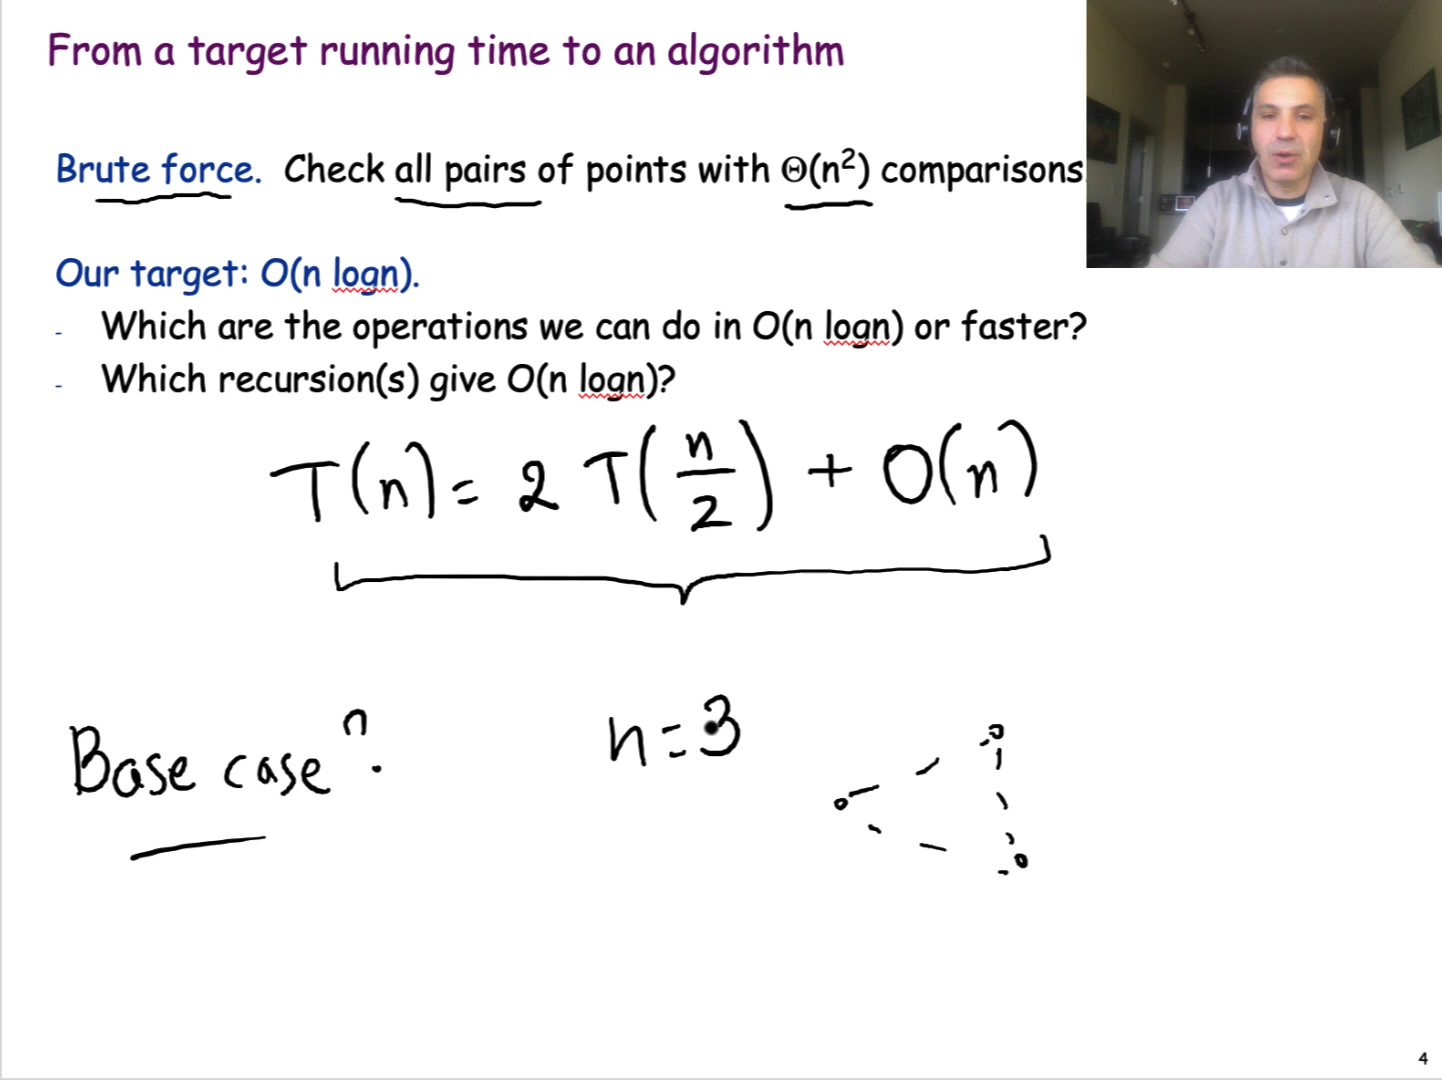 From a target running time to an algorithm
Brute force. Check all pairs of points with Θ(n²) comparisons.
Our target: O(n logn).
- Which are the operations we can do in O(n logn) or faster?
- Which recursion(s) give O(n logn)?
T(n) = 2 T(n/2) + O(n)
Base case? n=3
4